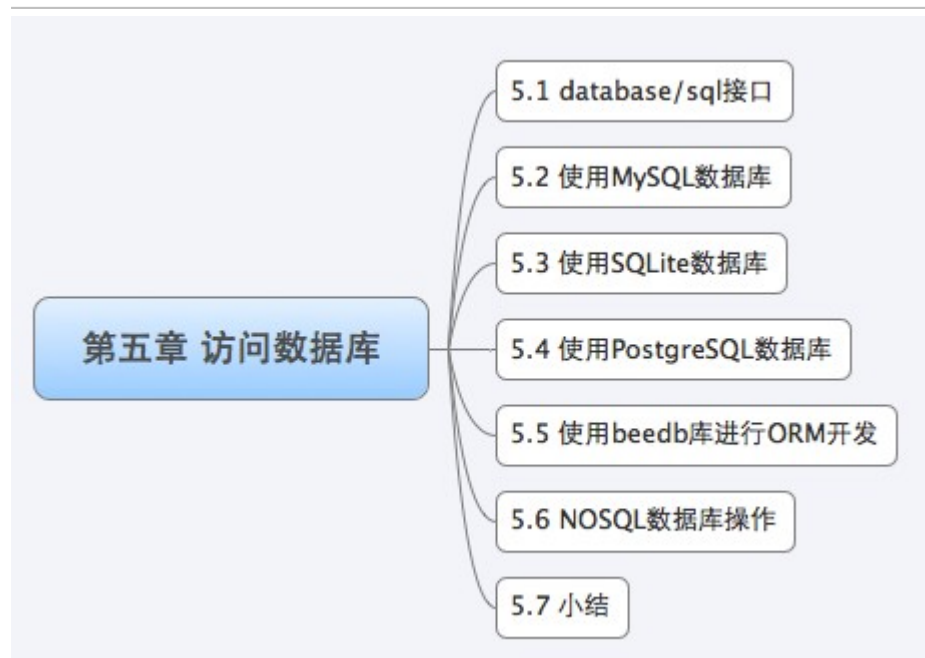 5.1 database/sql接口
5.2 使用MySQL数据库
5.3 使用SQLite数据库
第五章 访问数据库
5.4 使用PostgreSQL数据库
5.5 使用beedb库进行ORM开发
5.6 NOSQL数据库操作
5.7 小结